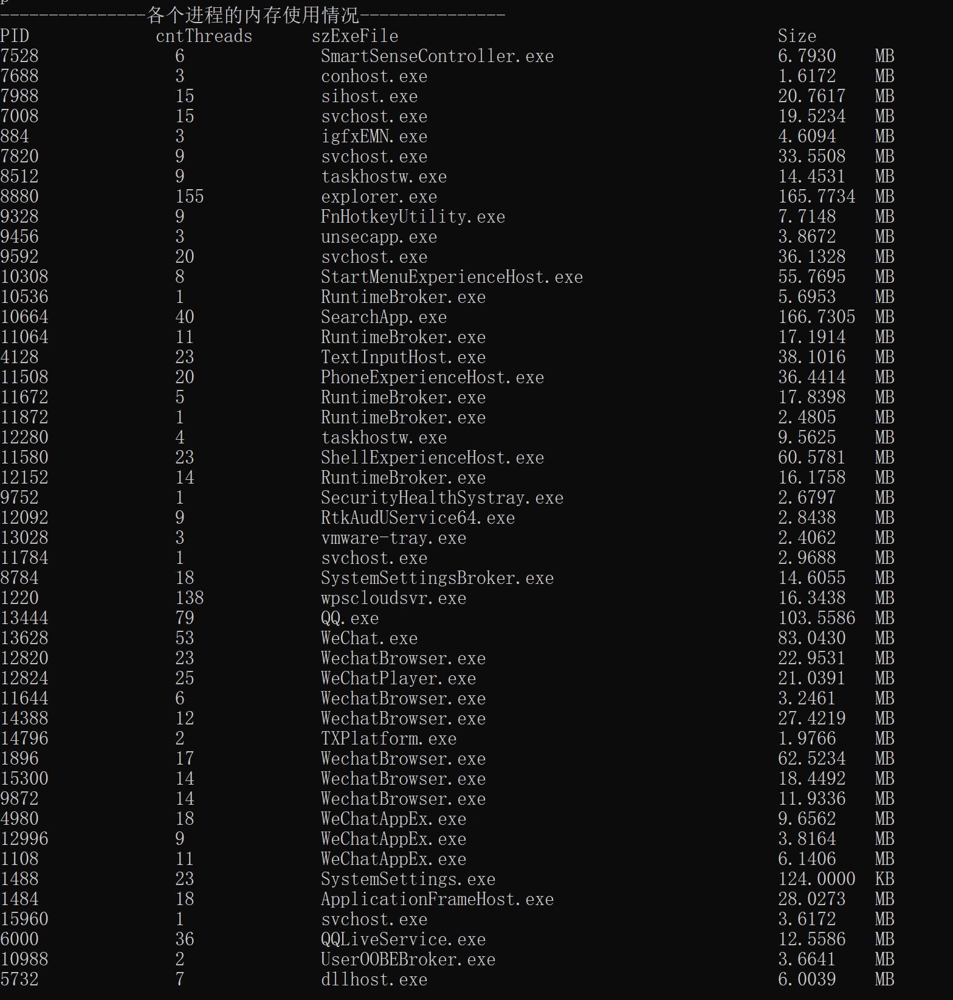 ---------------各个进程的内存使用情况---------------
PID cntThreads szExeFile Size
7528 6 SmartSenseController.exe 6.7930 MB
7688 3 conhost.exe 1.6172 MB
7988 15 sihost.exe 20.7617 MB
7008 15 svchost.exe 19.5234 MB
884 3 igfxEMN.exe 4.6094 MB
7820 9 svchost.exe 33.5508 MB
8512 9 taskhostw.exe 14.4531 MB
8880 155 explorer.exe 165.7734 MB
9328 9 FnHotkeyUtility.exe 7.7148 MB
9456 3 unsecapp.exe 3.8672 MB
9592 20 svchost.exe 36.1328 MB
10308 8 StartMenuExperienceHost.exe 55.7695 MB
10536 1 RuntimeBroker.exe 5.6953 MB
10664 40 SearchApp.exe 166.7305 MB
11064 11 RuntimeBroker.exe 17.1914 MB
4128 23 TextInputHost.exe 38.1016 MB
11508 20 PhoneExperienceHost.exe 36.4414 MB
11672 5 RuntimeBroker.exe 17.8398 MB
11872 1 RuntimeBroker.exe 2.4805 MB
12280 4 taskhostw.exe 9.5625 MB
11580 23 ShellExperienceHost.exe 60.5781 MB
12152 14 RuntimeBroker.exe 16.1758 MB
9752 1 SecurityHealthSystray.exe 2.6797 MB
12092 9 RtkAudUService64.exe 2.8438 MB
13028 3 vmware-tray.exe 2.4062 MB
11784 1 svchost.exe 2.9688 MB
8784 18 SystemSettingsBroker.exe 14.6055 MB
1220 138 wpscloudsvr.exe 16.3438 MB
13444 79 QQ.exe 103.5586 MB
13628 53 WeChat.exe 83.0430 MB
12820 23 WechatBrowser.exe 22.9531 MB
12824 25 WeChatPlayer.exe 21.0391 MB
11644 6 WechatBrowser.exe 3.2461 MB
14388 12 WechatBrowser.exe 27.4219 MB
14796 2 TXPlatform.exe 1.9766 MB
1896 17 WechatBrowser.exe 62.5234 MB
15300 14 WechatBrowser.exe 18.4492 MB
9872 14 WechatBrowser.exe 11.9336 MB
4980 18 WeChatAppEx.exe 9.6562 MB
12996 9 WeChatAppEx.exe 3.8164 MB
1108 11 WeChatAppEx.exe 6.1406 MB
1488 23 SystemSettings.exe 124.0000 KB
1484 18 ApplicationFrameHost.exe 28.0273 MB
15960 1 svchost.exe 3.6172 MB
6000 36 QQLiveService.exe 12.5586 MB
10988 2 UserOOBEBroker.exe 3.6641 MB
5732 7 dllhost.exe 6.0039 MB